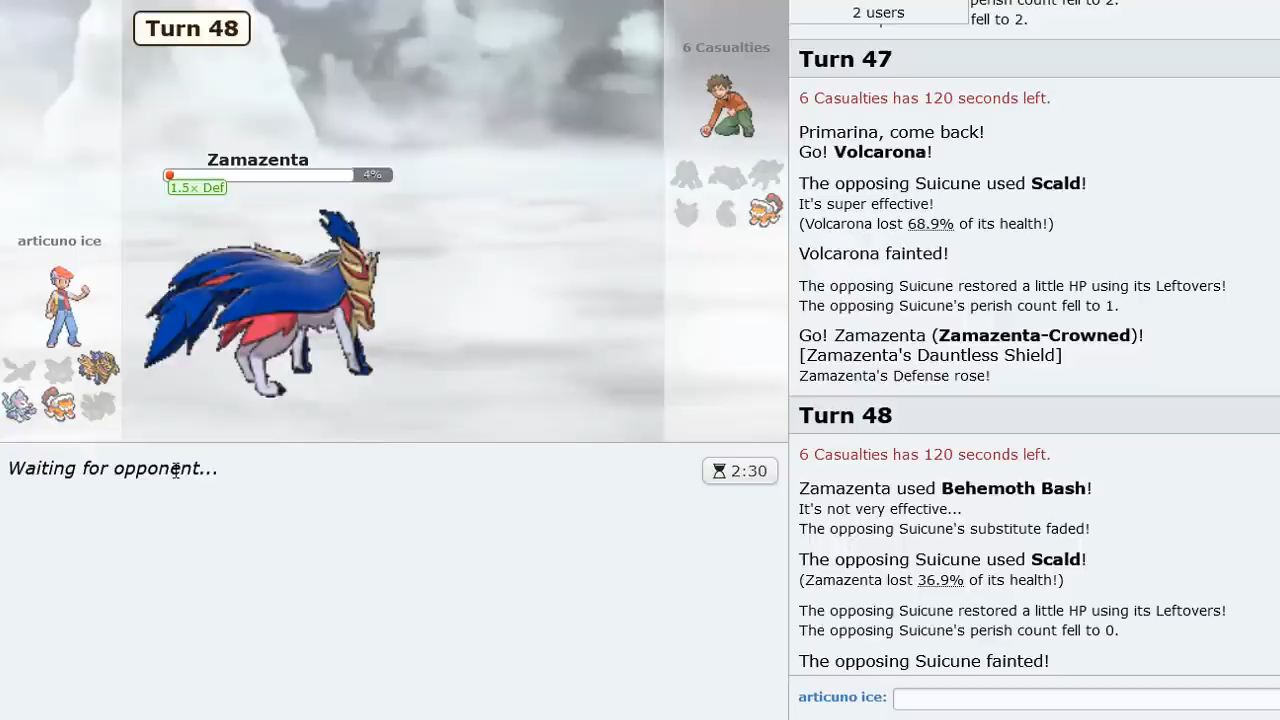 Turn 48
6 Casualties
Zamazenta
4%
1.5× Def
articuno ice
Waiting for opponent...
2:30
2 users
perish count fell to 2.
fell to 2.
Turn 47
6 Casualties has 120 seconds left.
Primarina, come back!
Go! Volcarona!
The opposing Suicune used Scald!
It's super effective!
(Volcarona lost 68.9% of its health!)
Volcarona fainted!
The opposing Suicune restored a little HP using its Leftovers!
The opposing Suicune's perish count fell to 1.
Go! Zamazenta (Zamazenta-Crowned)!
[Zamazenta's Dauntless Shield]
Zamazenta's Defense rose!
Turn 48
6 Casualties has 120 seconds left.
Zamazenta used Behemoth Bash!
It's not very effective...
The opposing Suicune's substitute faded!
The opposing Suicune used Scald!
(Zamazenta lost 36.9% of its health!)
The opposing Suicune restored a little HP using its Leftovers!
The opposing Suicune's perish count fell to 0.
The opposing Suicune fainted!
articuno ice: